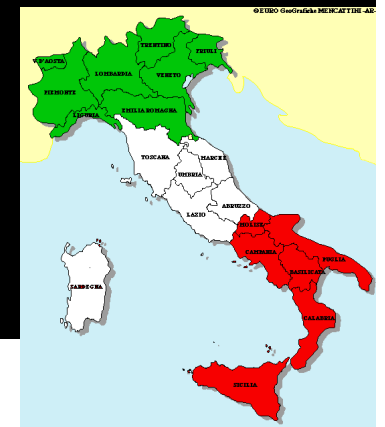 © EURO GeoGrafiche MENCATTINI -AR-
TRENTINO
FRIULI
V.D'AOSTA
LOMBARDIA
VENETO
PIEMONTE
EMILIA ROMAGNA
LIGURIA
TOSCANA
MARCHE
UMBRIA
ABRUZZO
LAZIO
MOLISE
CAMPANIA
PUGLIA
BASILICATA
SARDEGNA
CALABRIA
SICILIA